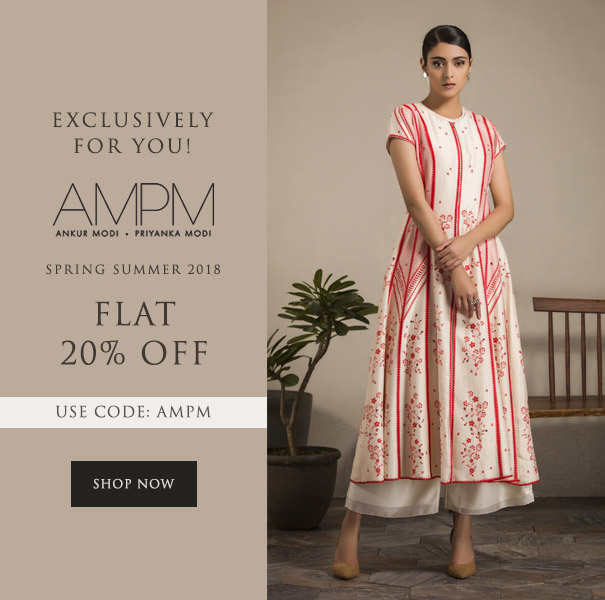 EXCLUSIVELY
FOR YOU!
AMPM
ANKUR MODI • PRIYANKA MODI
SPRING SUMMER 2018
FLAT
20% OFF
USE CODE: AMPM
SHOP NOW